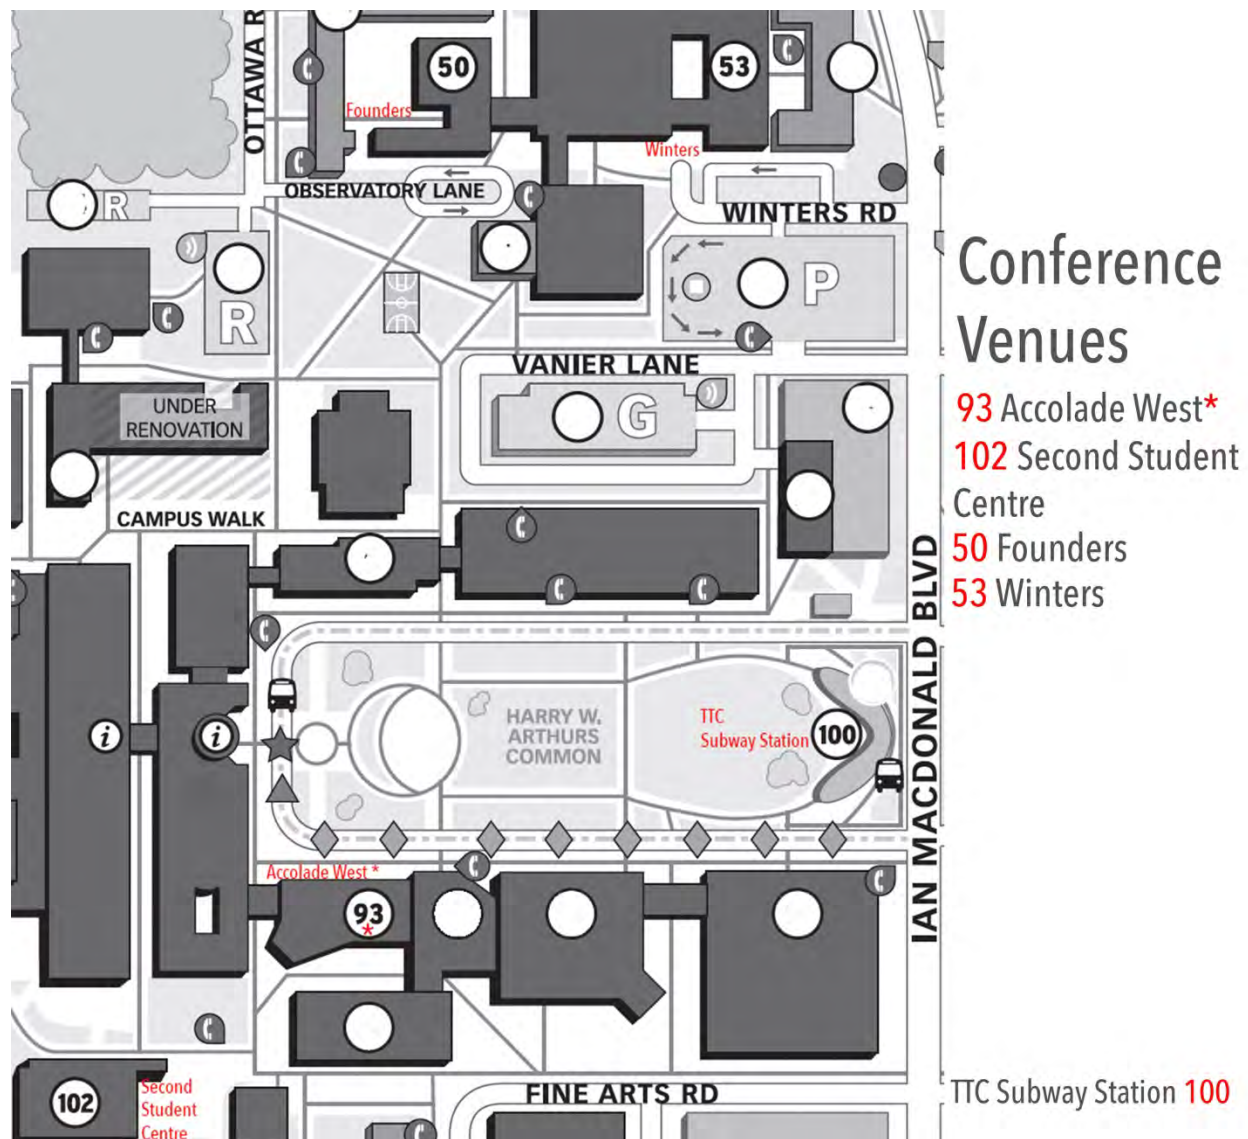 OTTAWA R
50
53
Founders
Winters
OBSERVATORY LANE
R
WINTERS RD
R
P
VANIER LANE
G
UNDER
RENOVATION
CAMPUS WALK
i
i
HARRY W.
ARTHURS
COMMON
TTC
Subway Station
100
IAN MACDONALD BLVD
Accolade West *
93
*
102
Second
Student
Centre
FINE ARTS RD
Conference
Venues
93 Accolade West*
102 Second Student
Centre
50 Founders
53 Winters
TTC Subway Station 100